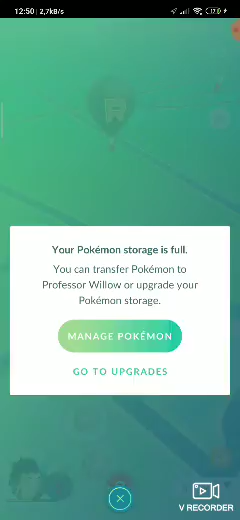 12:50 | 2,7kB/s
Your Pokémon storage is full.
You can transfer Pokémon to
Professor Willow or upgrade your
Pokémon storage.
MANAGE POKÉMON
GO TO UPGRADES
V RECORDER